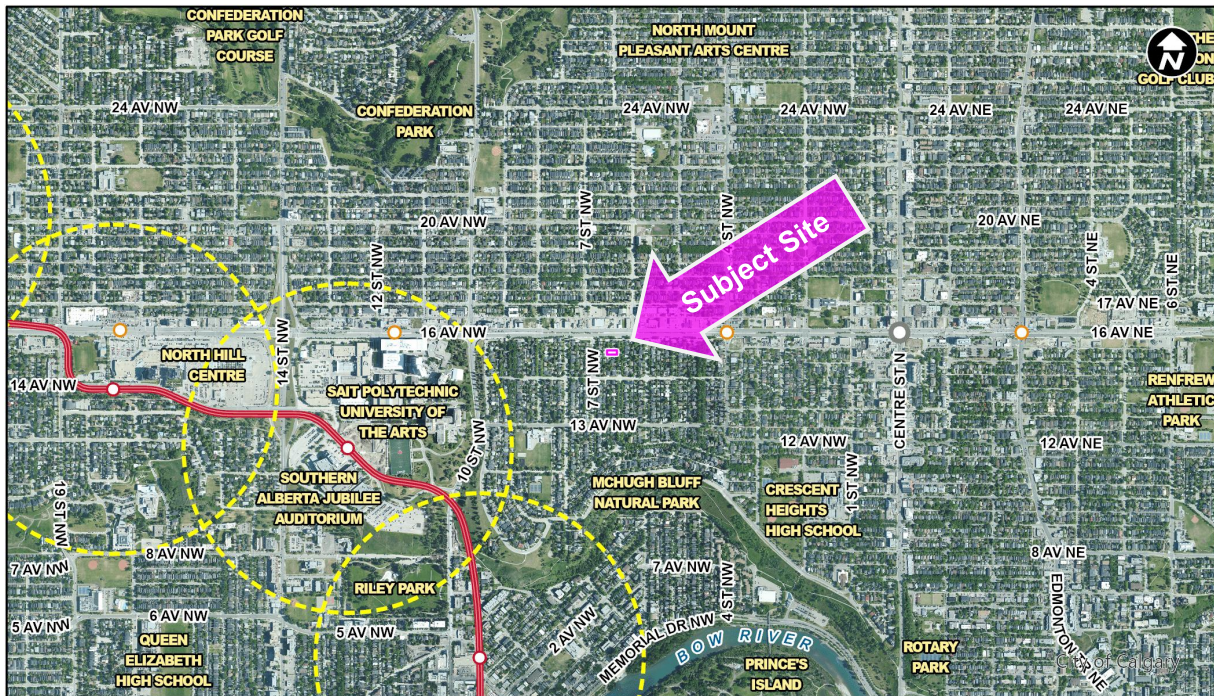 CONFEDERATION
PARK GOLF
COURSE
NORTH MOUNT
PLEASANT ARTS CENTRE
N
GOLF CLUB
24 AV NW
CONFEDERATION
PARK
24 AV NW
24 AV NW
24 AV NE
24 AV NE
20 AV NW
7 ST NW
ST NW
20 AV NE
4 ST NE
6 ST NE
12 ST NW
Subject Site
17 AV NE
16 AV NW
16 AV NE
14 ST NW
NORTH HILL
CENTRE
14 AV NW
7 ST NW
CENTRE ST N
RENFREW
ATHLETIC
PARK
SAIT POLYTECHNIC
UNIVERSITY OF
THE ARTS
13 AV NW
10 ST NW
12 AV NW
12 AV NE
19 ST NW
SOUTHERN
ALBERTA JUBILEE
AUDITORIUM
MCHUGH BLUFF
NATURAL PARK
CRESCENT
HEIGHTS
HIGH SCHOOL
1 ST NW
8 AV NW
8 AV NE
7 AV NW
7 AV NW
RILEY PARK
4 ST NW
EDMONTON TR NE
6 AV NW
5 AV NW
5 AV NW
2 AV NW
MEMORIAL DR NW
BOW RIVER
QUEEN
ELIZABETH
HIGH SCHOOL
PRINCE'S
ISLAND
ROTARY
PARK
City of Calgary